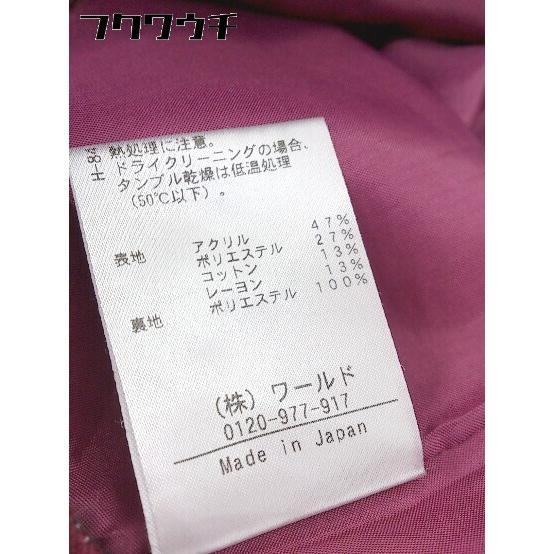 フクワウチ
熱処理に注意。
ドライクリーニングの場合、
タンブル乾燥は低温処理
(50℃以下)。
表地 アクリル 47%
ポリエステル 27%
コットン 13%
レーヨン 13%
裏地 ポリエステル 100%
(株) ワールド
0120-977-917
Made in Japan